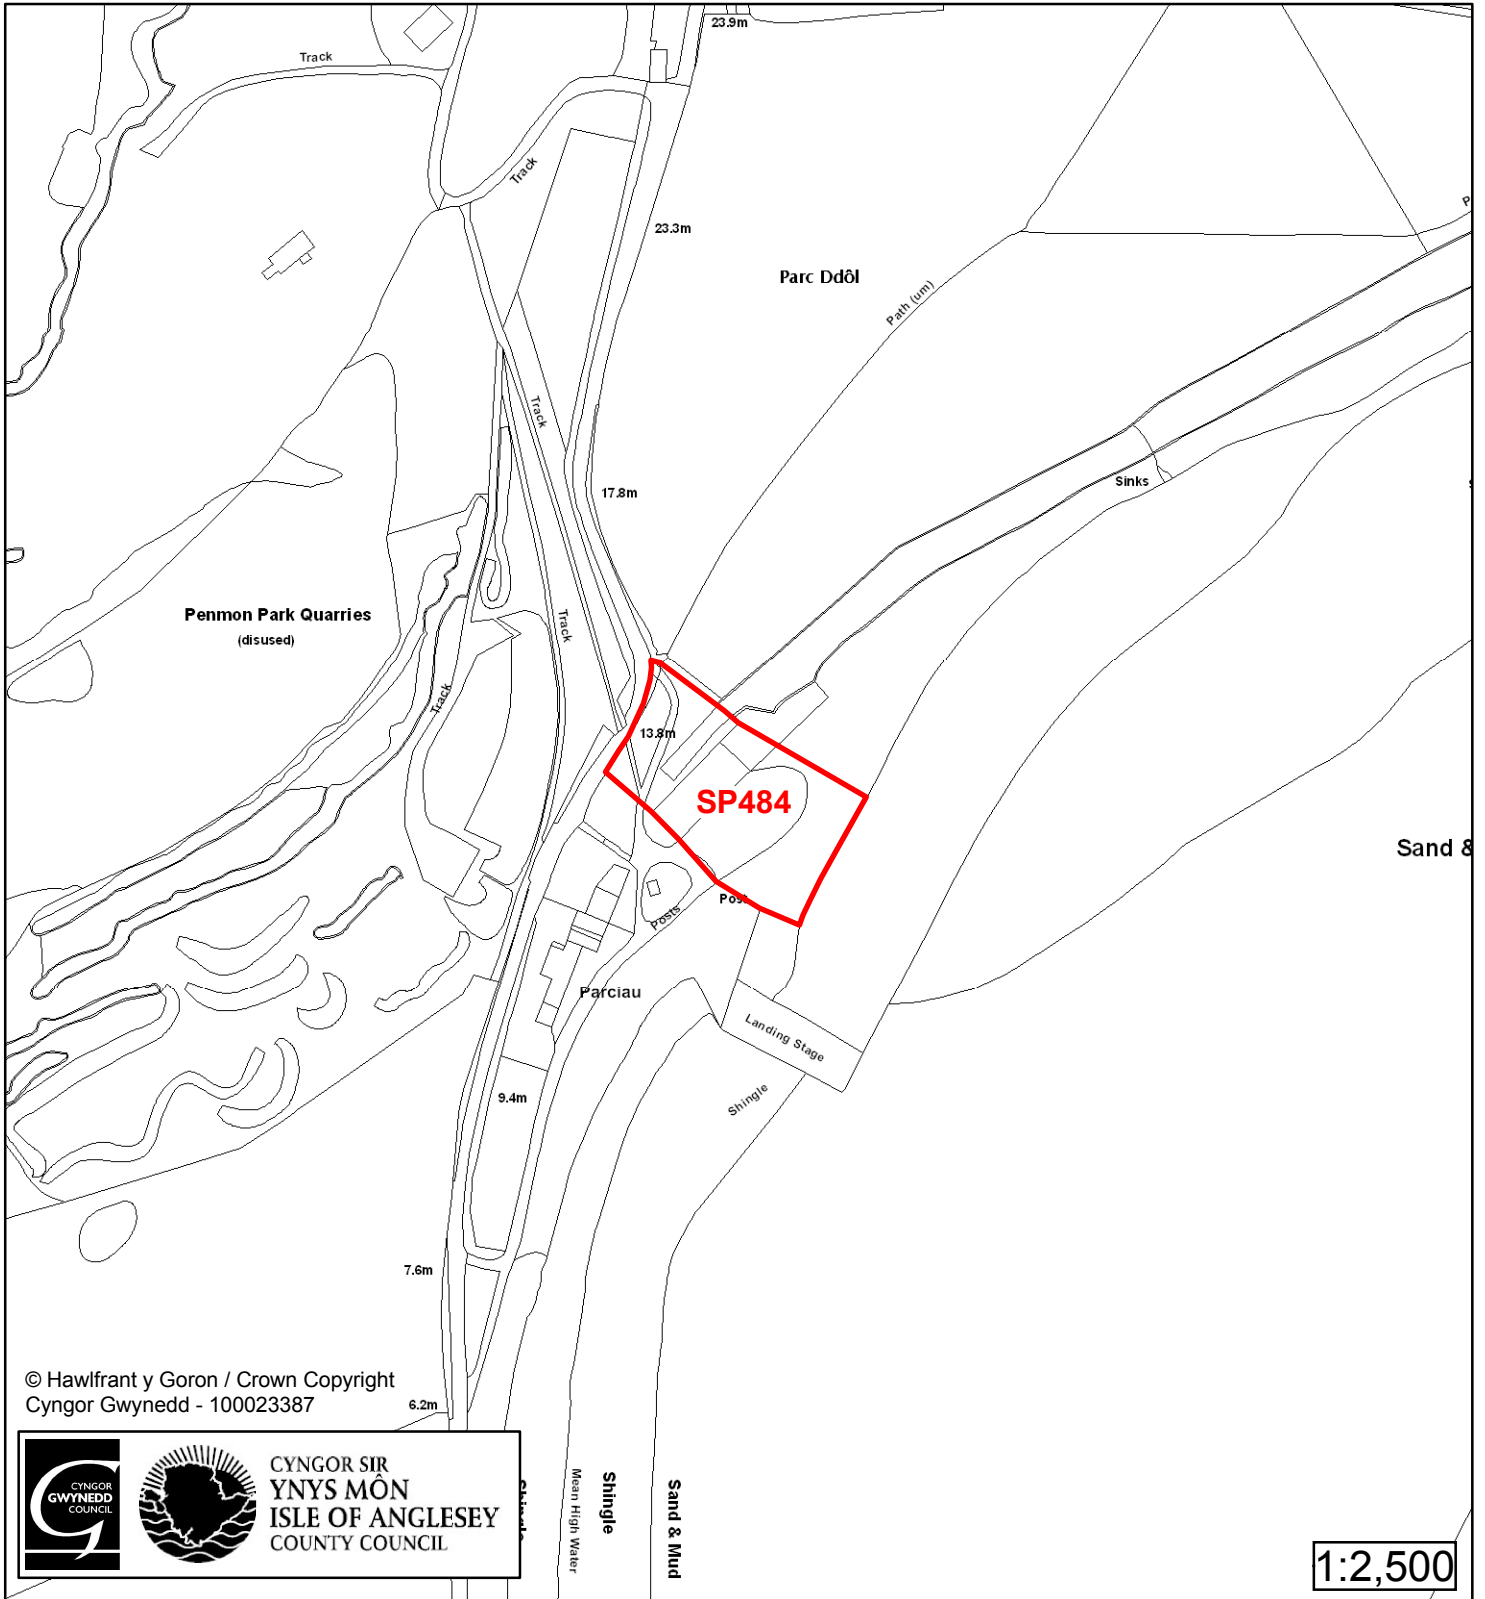 23.9m
Track
Track
23.3m
Parc Ddôl
Path (um)
Track
17.8m
Sinks
Penmon Park Quarries
(disused)
Track
Track
13.8m
SP484
Sand &
Posts
Parciau
Landing Stage
Shingle
9.4m
7.6m
© Hawlfrant y Goron / Crown Copyright
Cyngor Gwynedd - 100023387
6.2m
CYNGOR
GWYNEDD
COUNCIL
CYNGOR SIR
YNYS MÔN
ISLE OF ANGLESEY
COUNTY COUNCIL
Mean High Water
Shingle
Sand & Mud
1:2,500